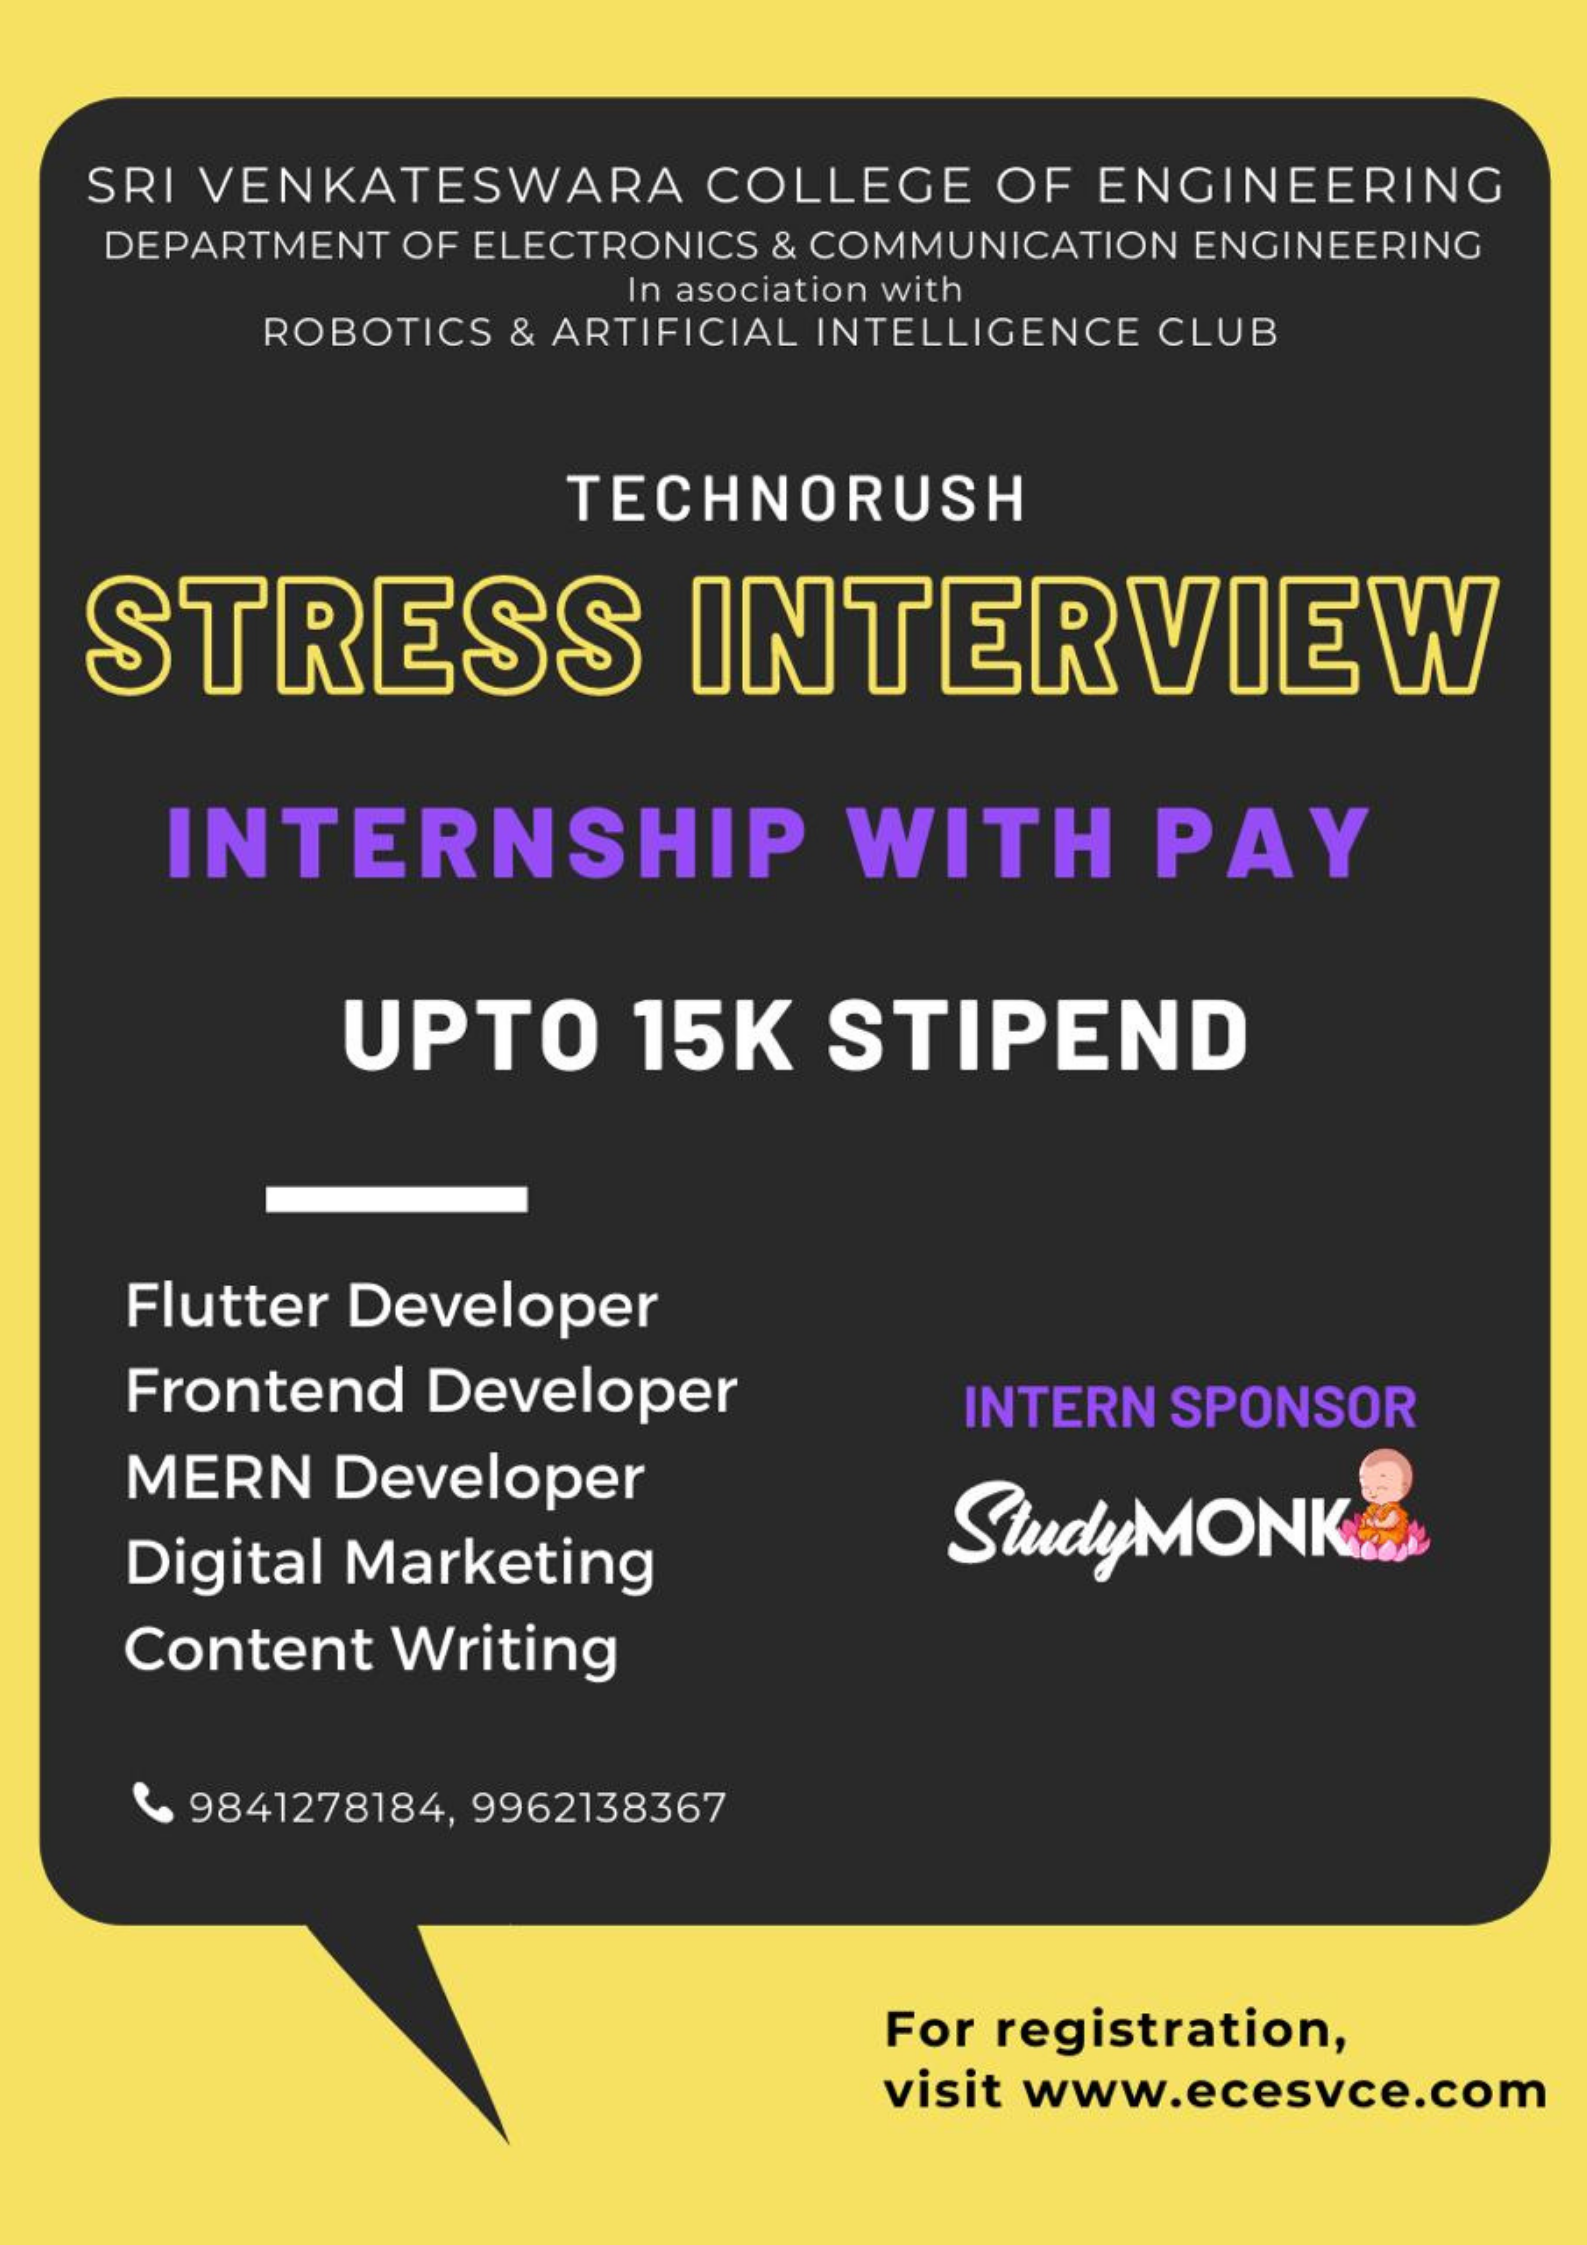 SRI VENKATESWARA COLLEGE OF ENGINEERING
DEPARTMENT OF ELECTRONICS & COMMUNICATION ENGINEERING
In asociation with
ROBOTICS & ARTIFICIAL INTELLIGENCE CLUB
TECHNORUSH
STRESS INTERVIEW
INTERNSHIP WITH PAY
UPTO 15K STIPEND
Flutter Developer
Frontend Developer
MERN Developer
Digital Marketing
Content Writing
INTERN SPONSOR
StudyMONK
9841278184, 9962138367
For registration,
visit www.ecesvce.com